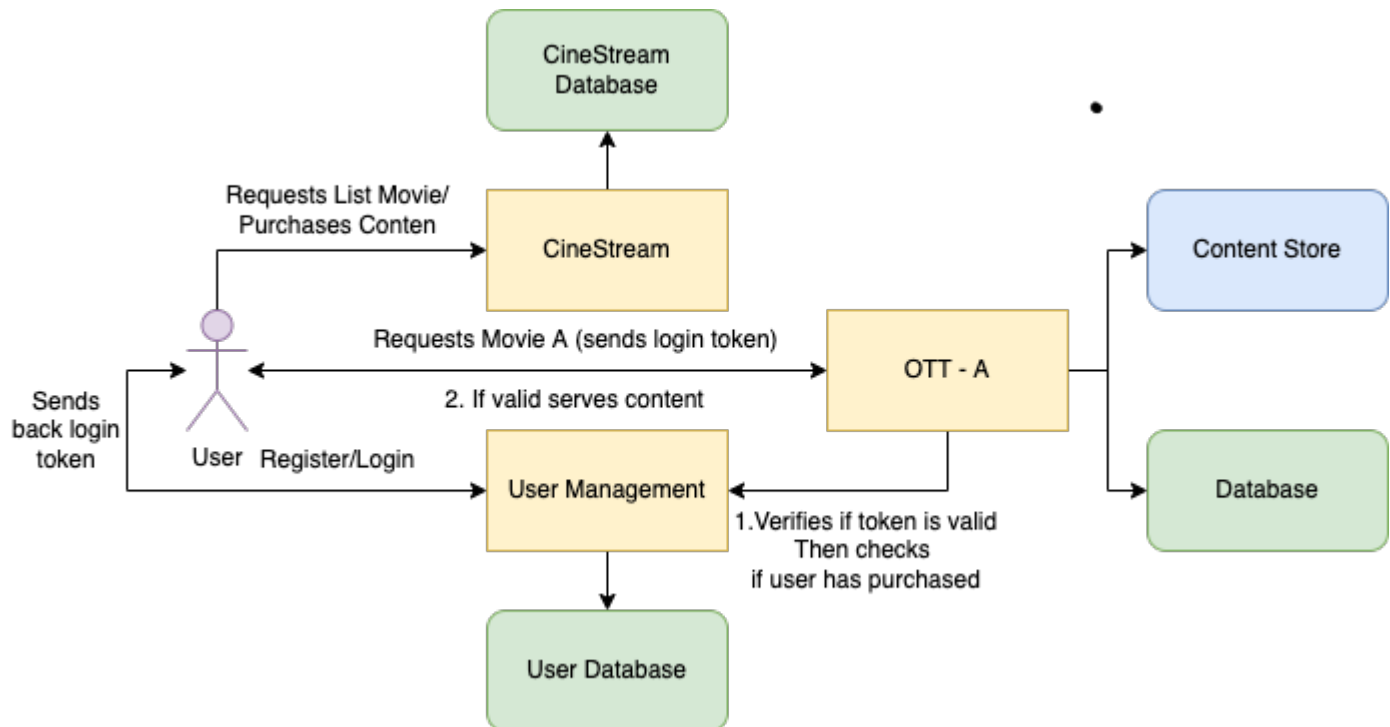 CineStream
Database
Requests List Movie/
Purchases Conten
CineStream
Content Store
Requests Movie A (sends login token)
OTT - A
2. If valid serves content
Sends
back login
token
User
Register/Login
User Management
Database
1.Verifies if token is valid
Then checks
if user has purchased
User Database